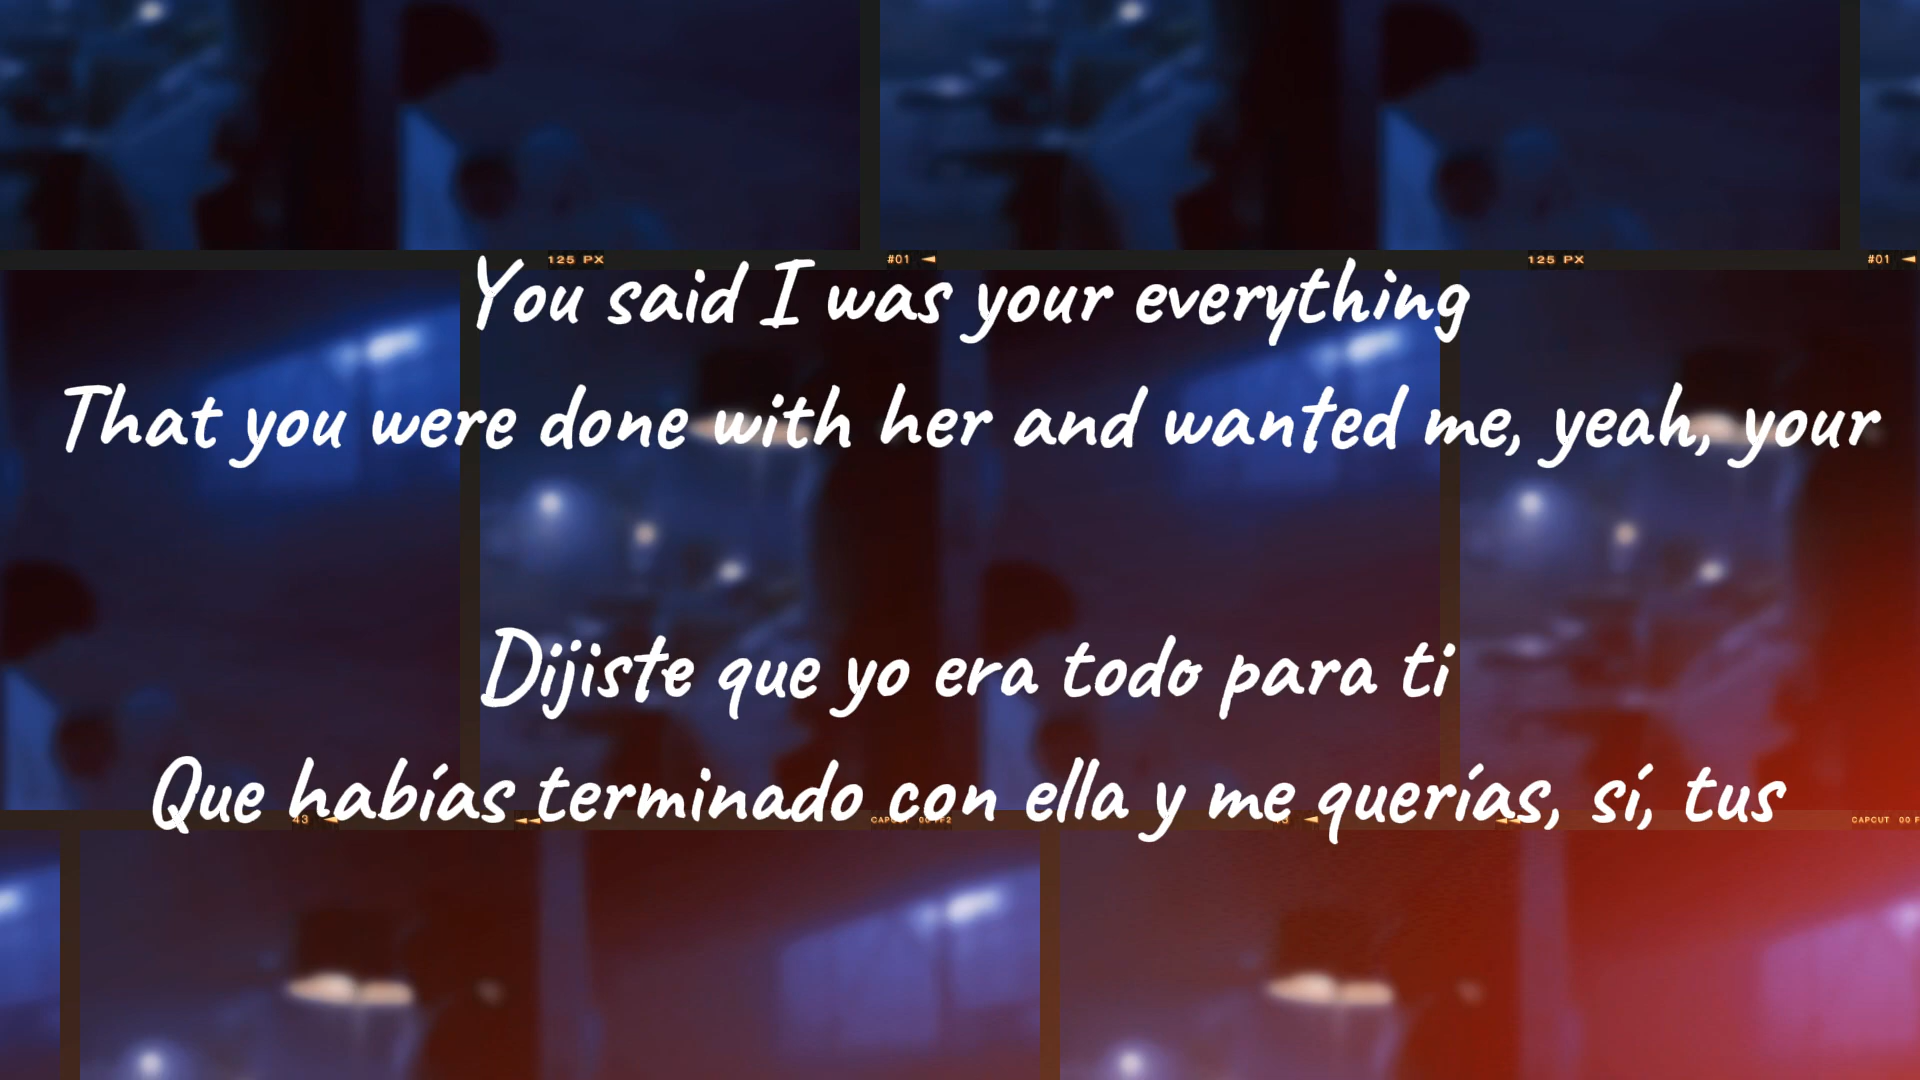 125 PX #01 125 PX #01
You said I was your everything
That you were done with her and wanted me, yeah, your
Dijiste que yo era todo para ti
Que habías terminado con ella y me querías, sí, tus
43 CAPCUT CAPCUT 00 F